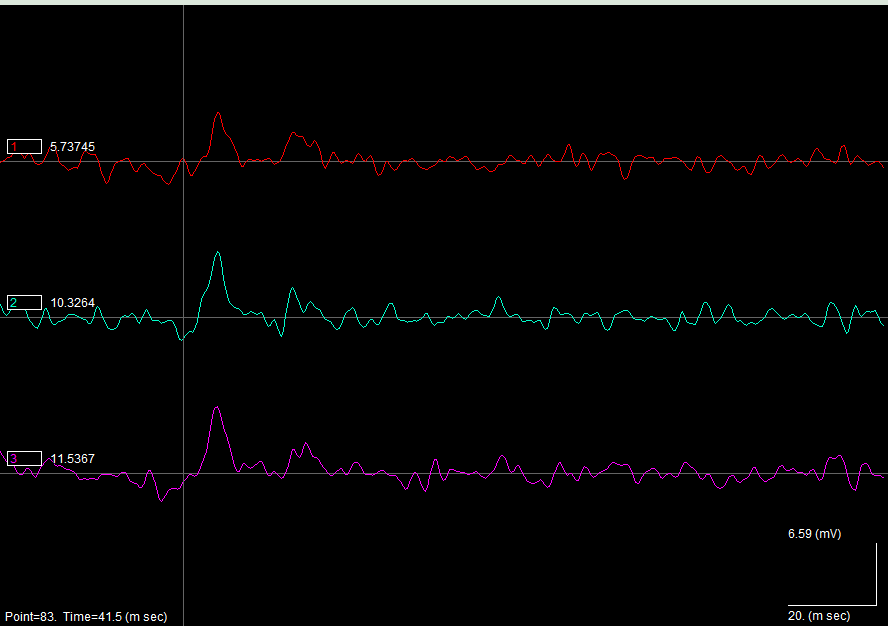 1 5.73745
2 10.3264
3 11.5367
6.59 (mV)
20. (m sec)
Point=83. Time=41.5 (m sec)